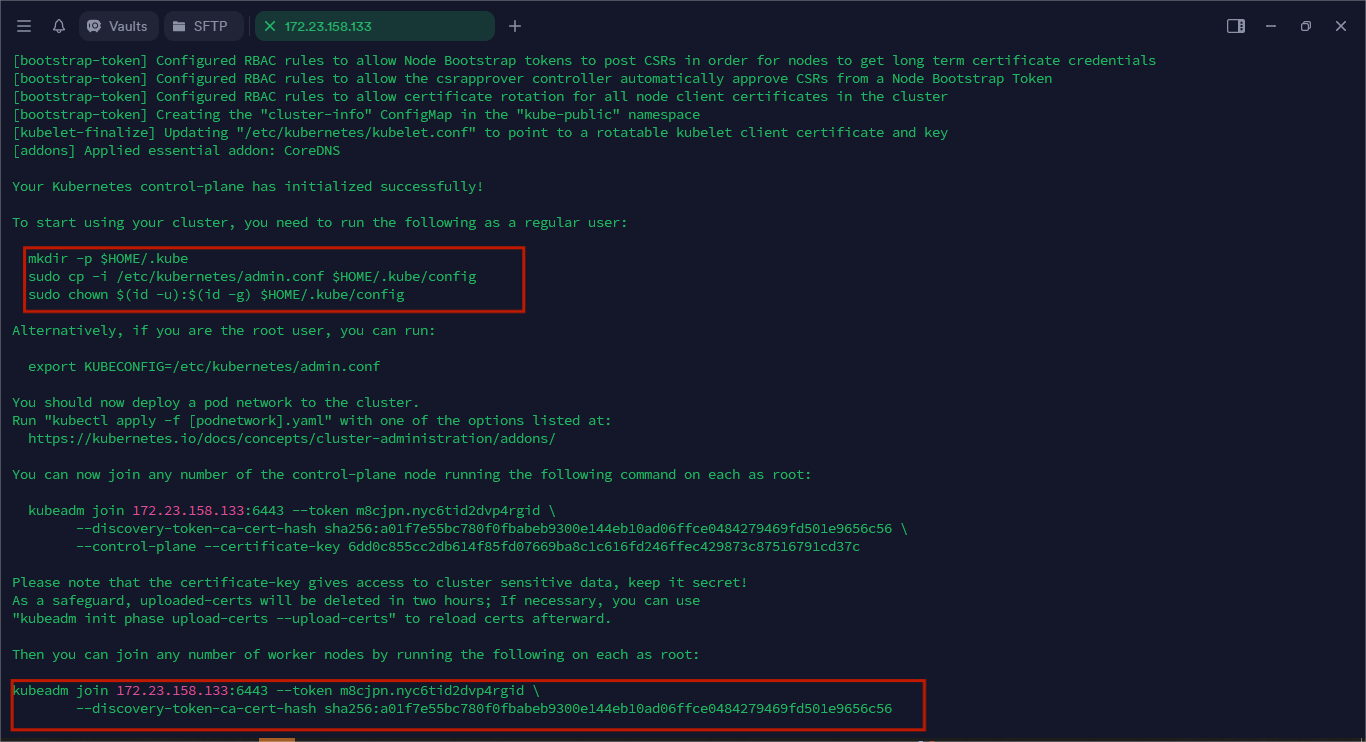 Vaults SFTP 172.23.158.133
[bootstrap-token] Configured RBAC rules to allow Node Bootstrap tokens to post CSRs in order for nodes to get long term certificate credentials
[bootstrap-token] Configured RBAC rules to allow the csrapprover controller automatically approve CSRs from a Node Bootstrap Token
[bootstrap-token] Configured RBAC rules to allow certificate rotation for all node client certificates in the cluster
[bootstrap-token] Creating the "cluster-info" ConfigMap in the "kube-public" namespace
[kubelet-finalize] Updating "/etc/kubernetes/kubelet.conf" to point to a rotatable kubelet client certificate and key
[addons] Applied essential addon: CoreDNS
Your Kubernetes control-plane has initialized successfully!
To start using your cluster, you need to run the following as a regular user:
mkdir -p $HOME/.kube
sudo cp -i /etc/kubernetes/admin.conf $HOME/.kube/config
sudo chown $(id -u):$(id -g) $HOME/.kube/config
Alternatively, if you are the root user, you can run:
export KUBECONFIG=/etc/kubernetes/admin.conf
You should now deploy a pod network to the cluster.
Run "kubectl apply -f [podnetwork].yaml" with one of the options listed at:
https://kubernetes.io/docs/concepts/cluster-administration/addons/
You can now join any number of the control-plane node running the following command on each as root:
kubeadm join 172.23.158.133:6443 --token m8cjpn.nyc6tid2dvp4rgid \
--discovery-token-ca-cert-hash sha256:a01f7e55bc780f0fbabeb9300e144eb10ad06ffce0484279469fd501e9656c56 \
--control-plane --certificate-key 6dd0c855cc2db614f85fd07669ba8c1c616fd246ffec429873c87516791cd37c
Please note that the certificate-key gives access to cluster sensitive data, keep it secret!
As a safeguard, uploaded-certs will be deleted in two hours; If necessary, you can use
"kubeadm init phase upload-certs --upload-certs" to reload certs afterward.
Then you can join any number of worker nodes by running the following on each as root:
kubeadm join 172.23.158.133:6443 --token m8cjpn.nyc6tid2dvp4rgid \
--discovery-token-ca-cert-hash sha256:a01f7e55bc780f0fbabeb9300e144eb10ad06ffce0484279469fd501e9656c56